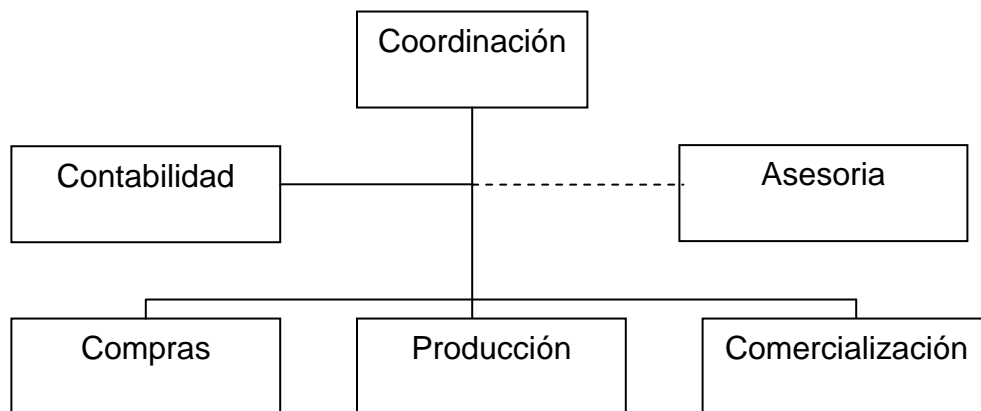 Coordinación
Contabilidad
Asesoria
Compras
Producción
Comercialización